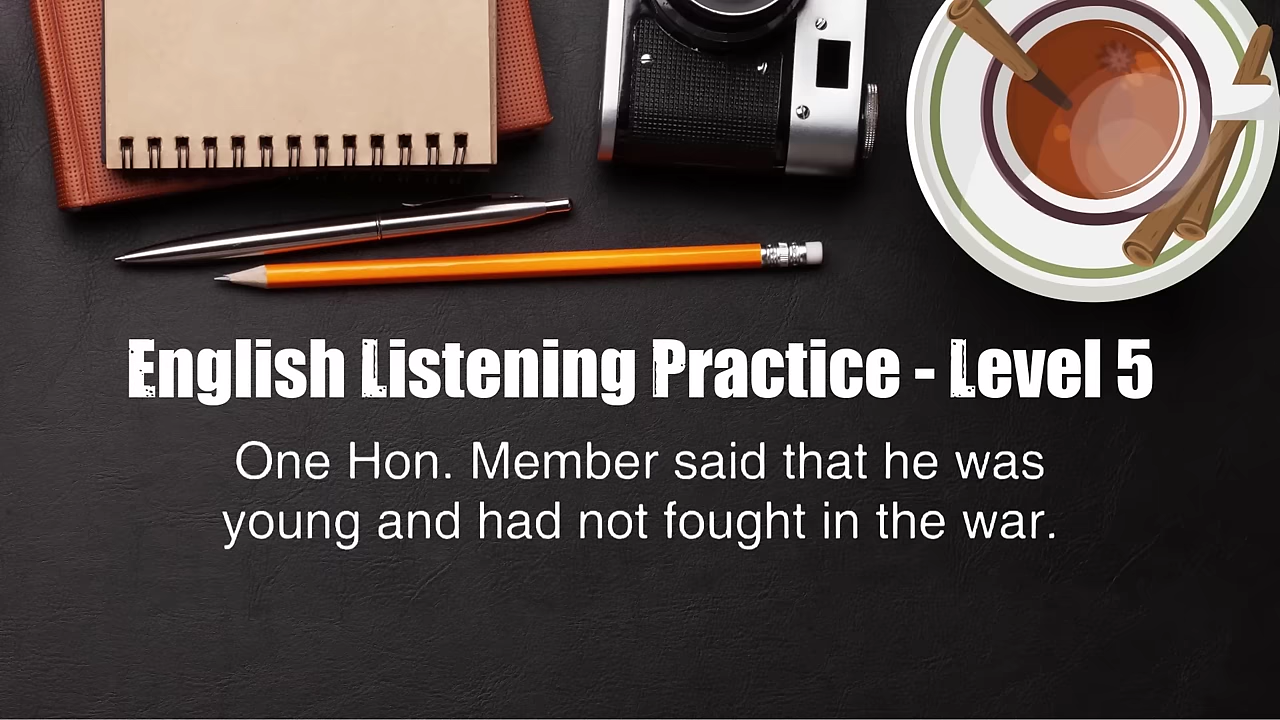 English Listening Practice - Level 5
One Hon. Member said that he was
young and had not fought in the war.